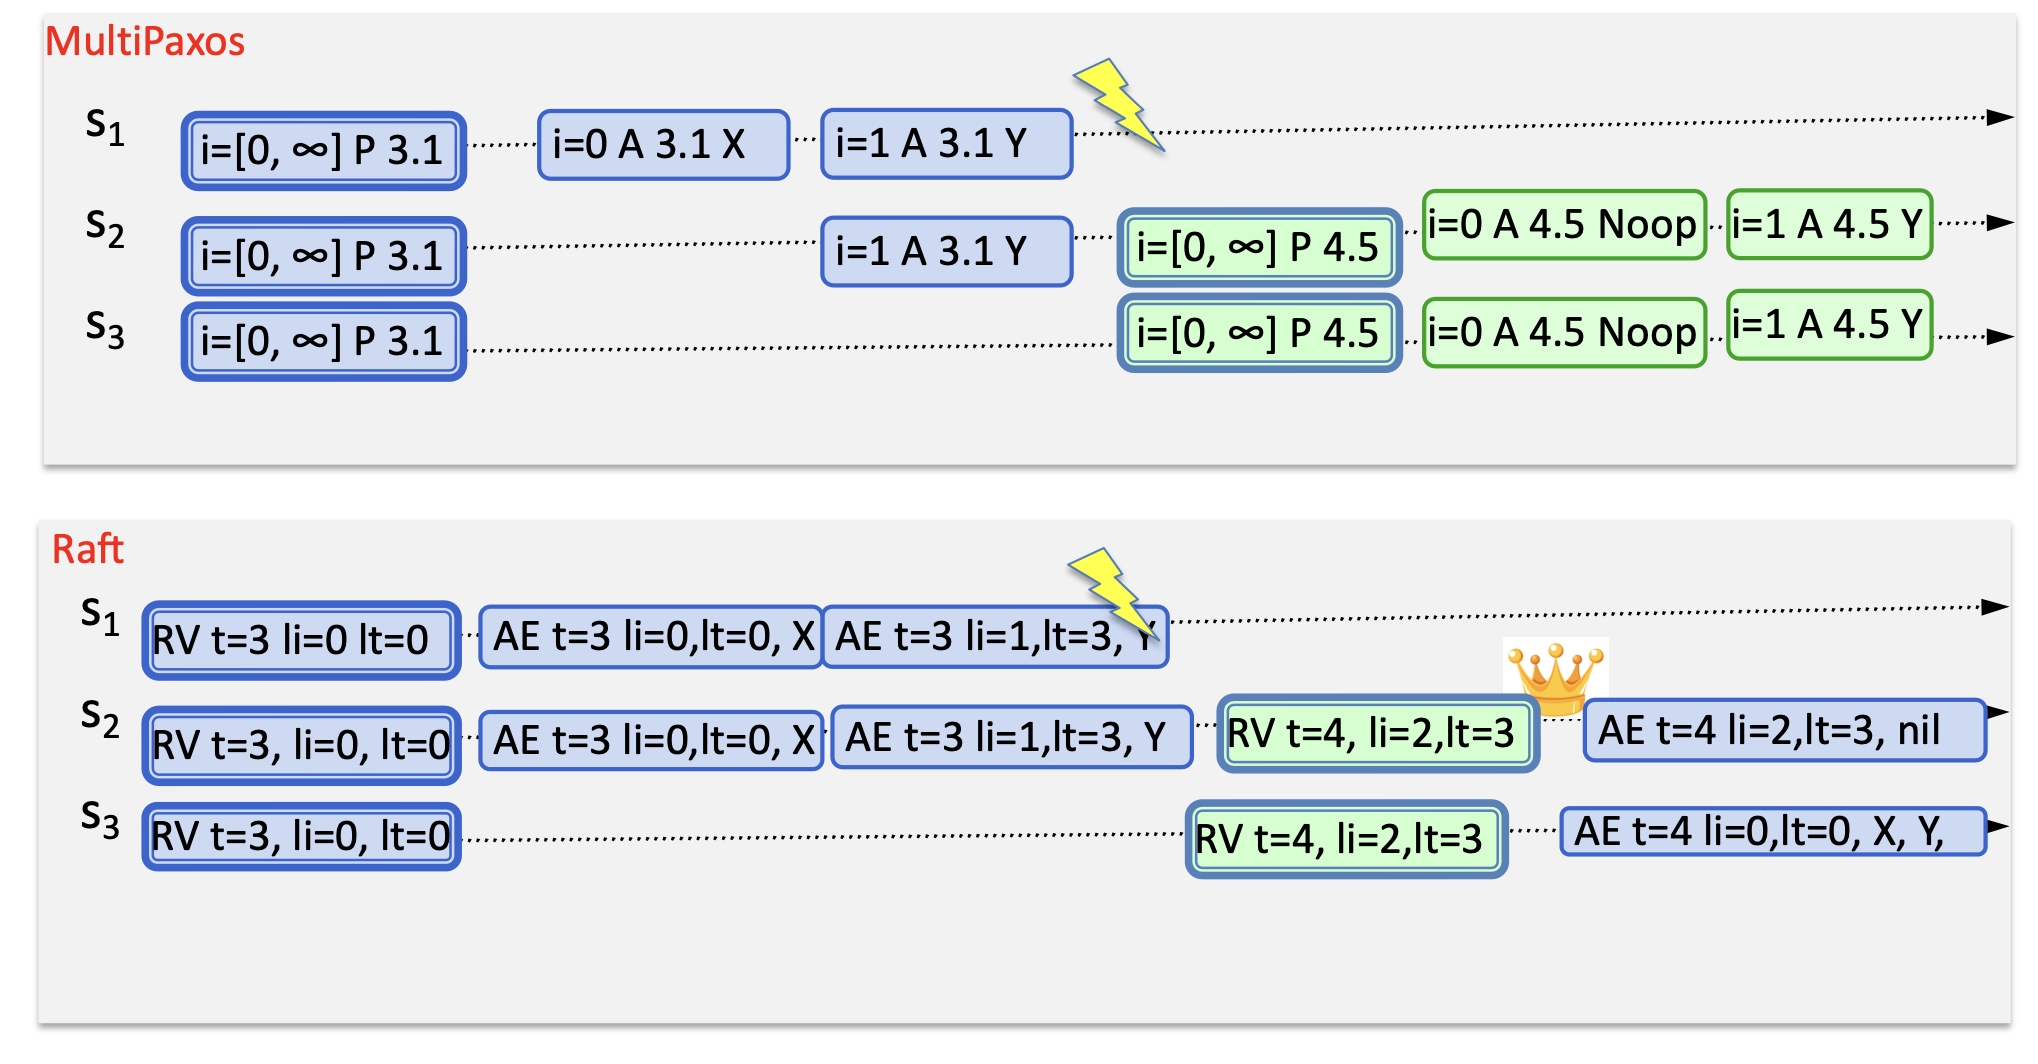 MultiPaxos
S1 i=[0, ∞] P 3.1 i=0 A 3.1 X i=1 A 3.1 Y
S2 i=[0, ∞] P 3.1 i=1 A 3.1 Y i=[0, ∞] P 4.5 i=0 A 4.5 Noop i=1 A 4.5 Y
S3 i=[0, ∞] P 3.1 i=[0, ∞] P 4.5 i=0 A 4.5 Noop i=1 A 4.5 Y
Raft
S1 RV t=3 li=0 lt=0 AE t=3 li=0,lt=0, X AE t=3 li=1,lt=3, Y
S2 RV t=3, li=0, lt=0 AE t=3 li=0,lt=0, X AE t=3 li=1,lt=3, Y RV t=4, li=2,lt=3 AE t=4 li=2,lt=3, nil
S3 RV t=3, li=0, lt=0 RV t=4, li=2,lt=3 AE t=4 li=0,lt=0, X, Y,